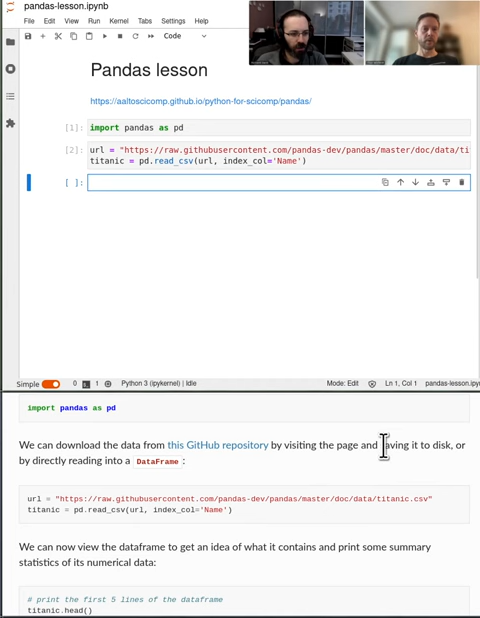 pandas-lesson.ipynb
File Edit View Run Kernel Tabs Settings Help
Code
Pandas lesson
https://aaltoscicomp.github.io/python-for-scicomp/pandas/
[1]: import pandas as pd
[2]: url = "https://raw.githubusercontent.com/pandas-dev/pandas/master/doc/data/ti
titanic = pd.read_csv(url, index_col='Name')
[ ]:
Simple 0 1 Python 3 (ipykernel) | Idle Mode: Edit Ln 1, Col 1 pandas-lesson.ipy
import pandas as pd
We can download the data from this GitHub repository by visiting the page and saving it to disk, or
by directly reading into a DataFrame :
url = "https://raw.githubusercontent.com/pandas-dev/pandas/master/doc/data/titanic.csv"
titanic = pd.read_csv(url, index_col='Name')
We can now view the dataframe to get an idea of what it contains and print some summary
statistics of its numerical data:
# print the first 5 lines of the dataframe
titanic.head()